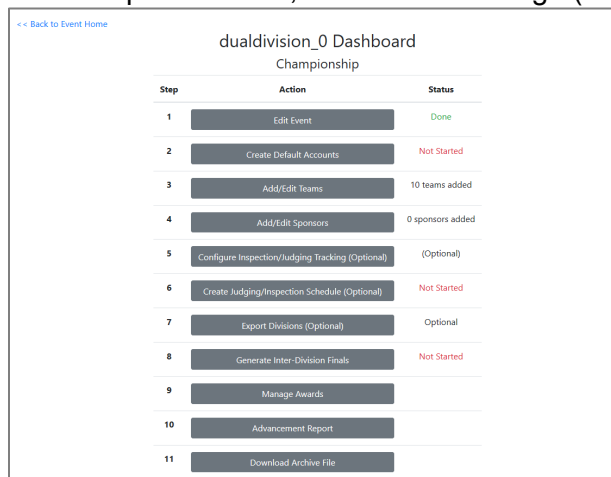 << Back to Event Home
dualdivision_0 Dashboard
Championship
Step Action Status
1 Edit Event Done
2 Create Default Accounts Not Started
3 Add/Edit Teams 10 teams added
4 Add/Edit Sponsors 0 sponsors added
5 Configure Inspection/Judging Tracking (Optional) (Optional)
6 Create Judging/Inspection Schedule (Optional) Not Started
7 Export Divisions (Optional) Optional
8 Generate Inter-Division Finals Not Started
9 Manage Awards
10 Advancement Report
11 Download Archive File